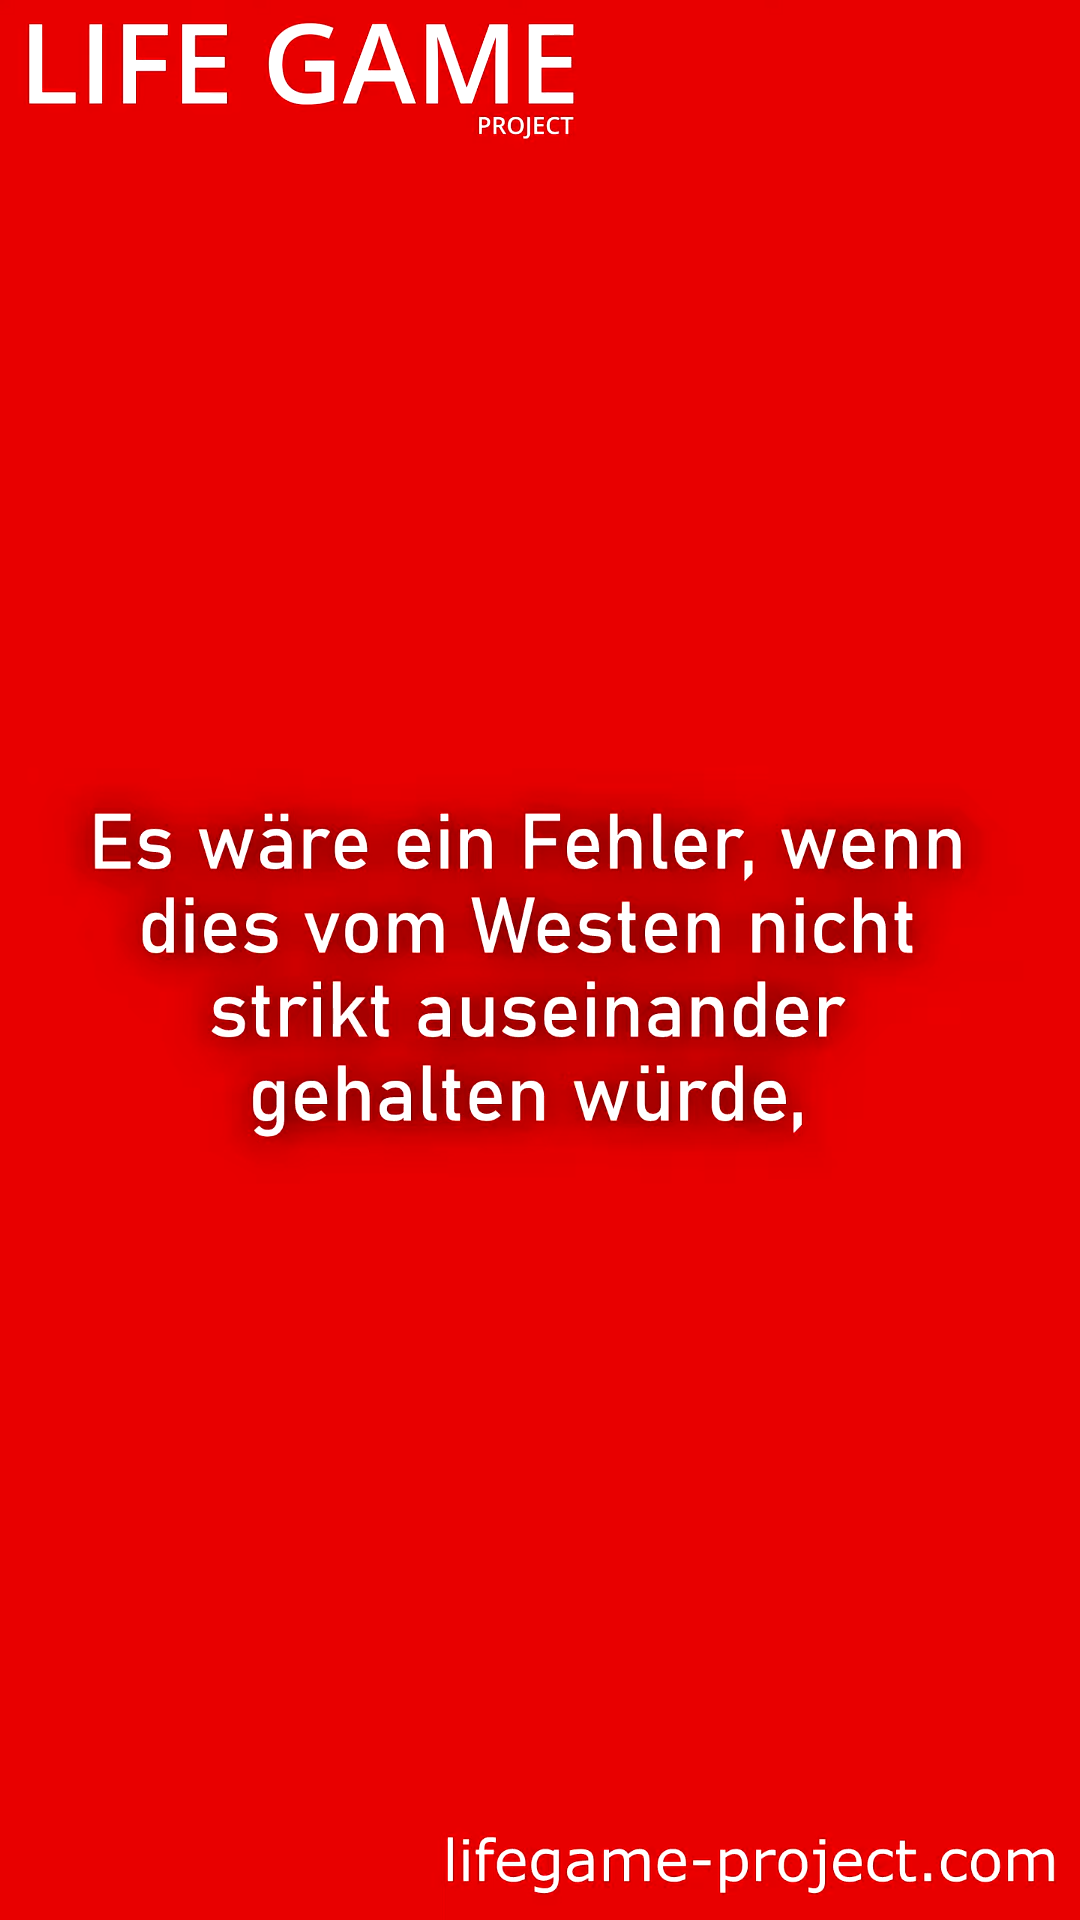 LIFE GAME
PROJECT
Es wäre ein Fehler, wenn
dies vom Westen nicht
strikt auseinander
gehalten würde,
lifegame-project.com